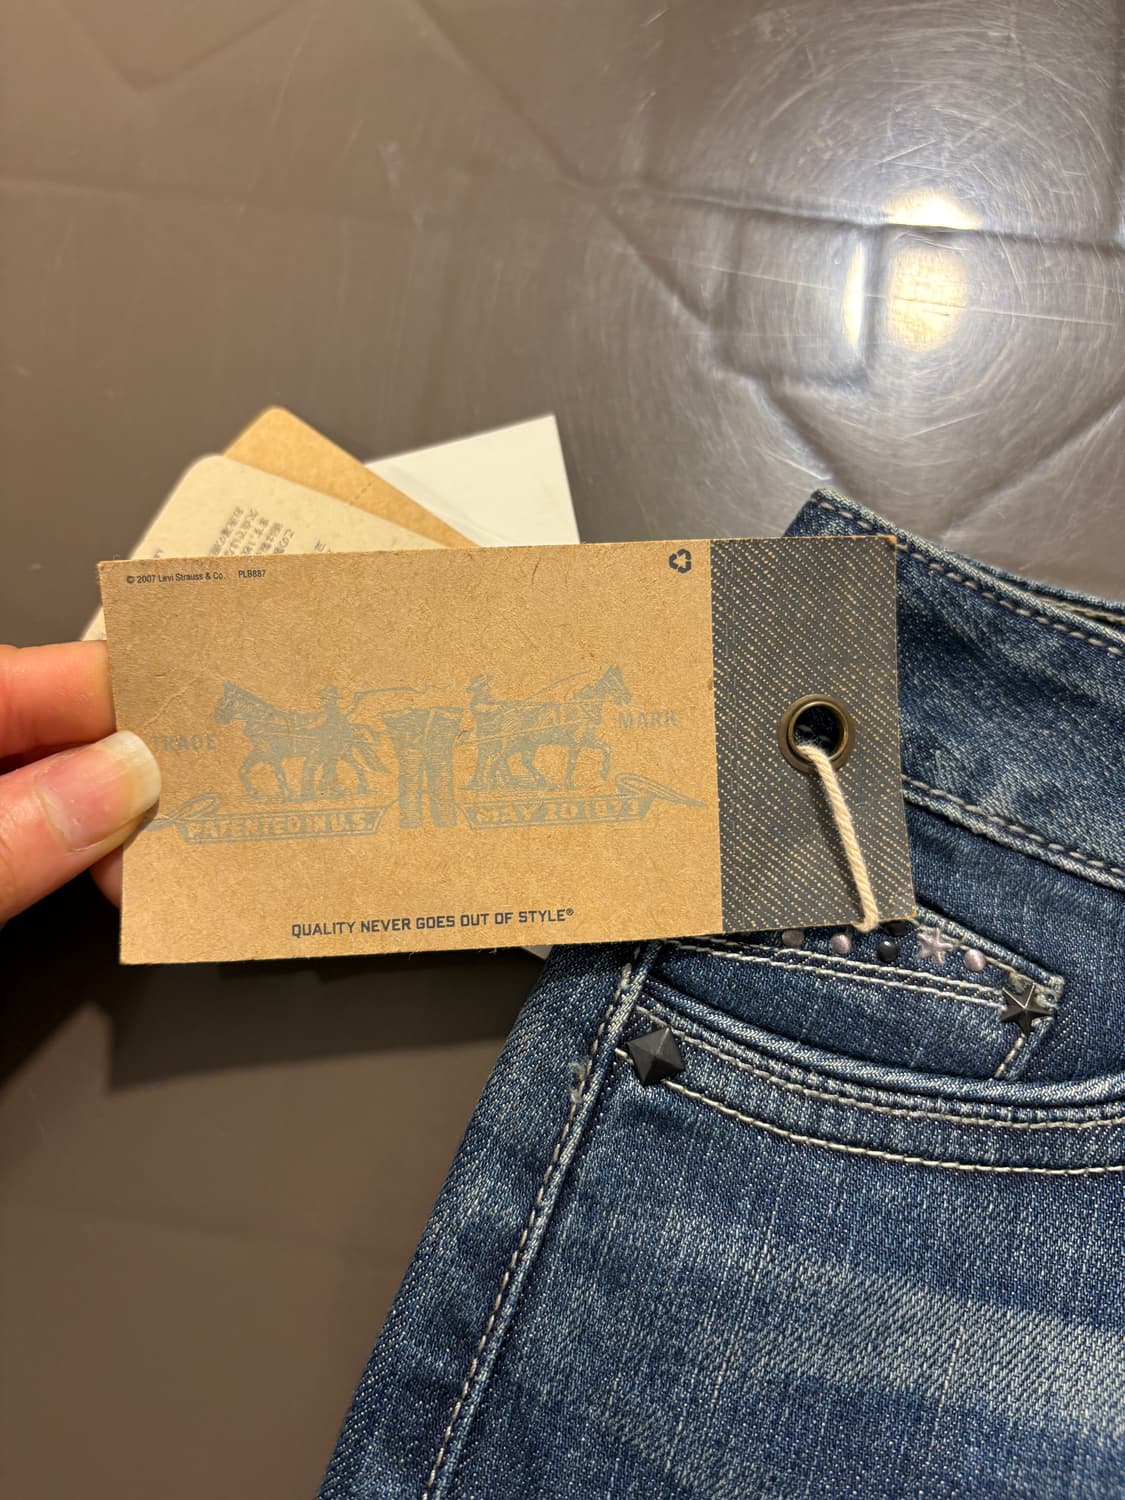 © 2007 Levi Strauss & Co. PLB887
TRADE MARK
PATENTED IN U.S. MAY 20 1873
QUALITY NEVER GOES OUT OF STYLE®